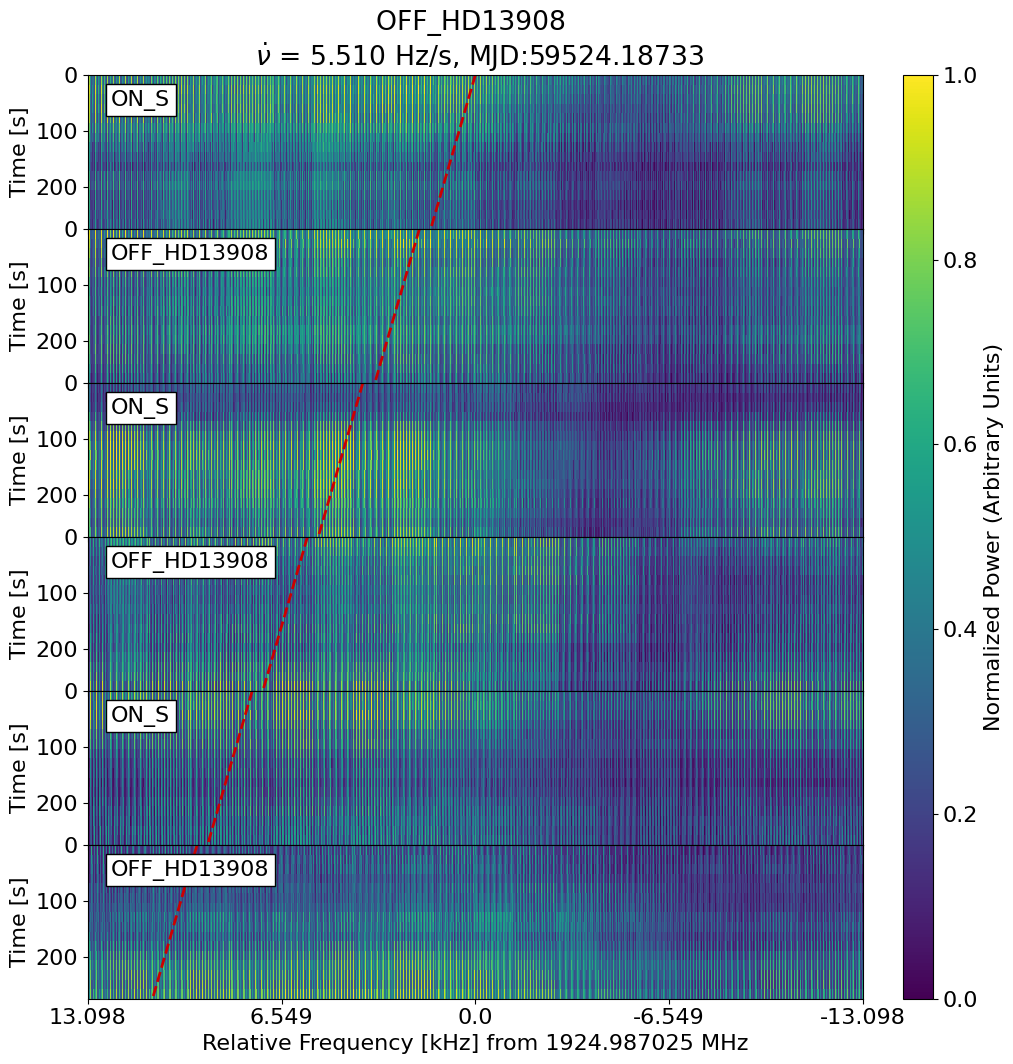 OFF_HD13908
ν̇ = 5.510 Hz/s, MJD:59524.18733
ON_S
OFF_HD13908
ON_S
OFF_HD13908
ON_S
OFF_HD13908
Time [s]
0
100
200
Time [s]
0
100
200
Time [s]
0
100
200
Time [s]
0
100
200
Time [s]
0
100
200
Time [s]
0
100
200
13.098 6.549 0.0 -6.549 -13.098
Relative Frequency [kHz] from 1924.987025 MHz
1.0
0.8
0.6
0.4
0.2
0.0
Normalized Power (Arbitrary Units)